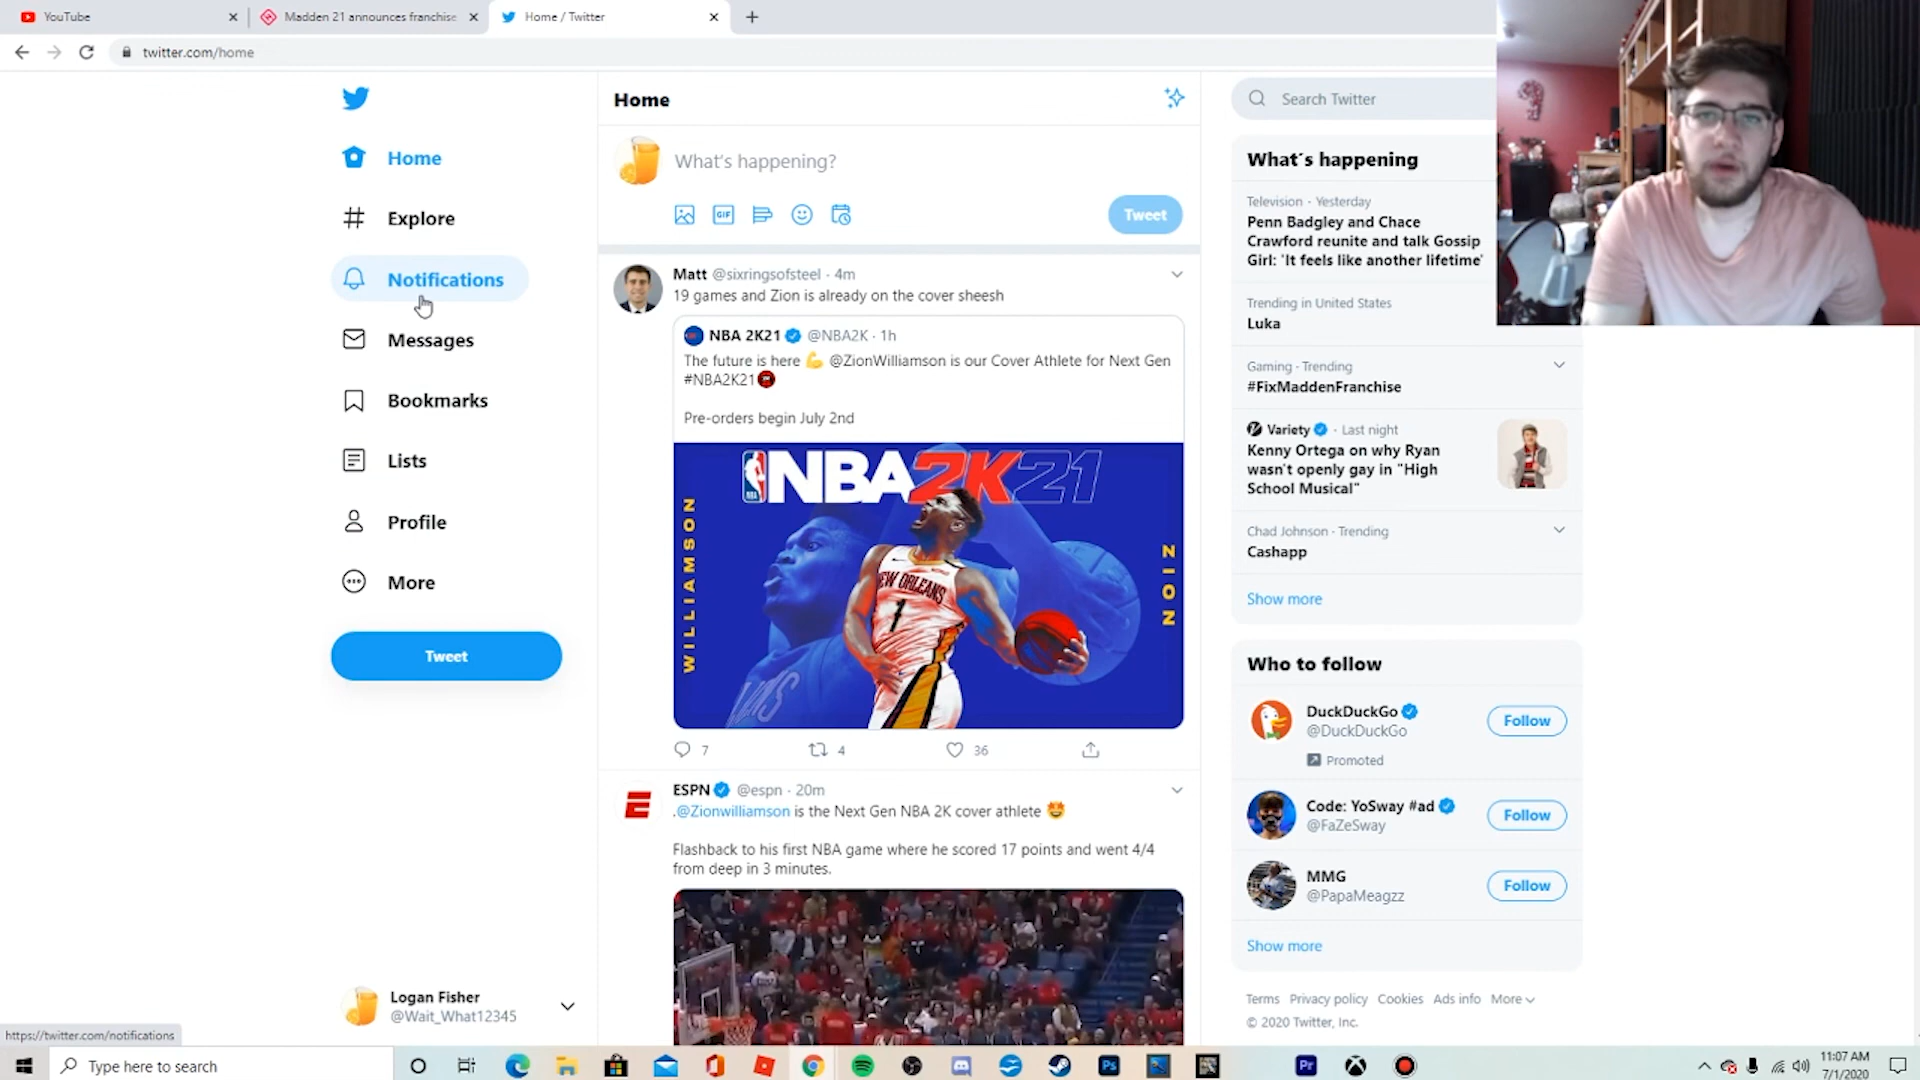 YouTube
Madden 21 announces franchise
Home / Twitter
twitter.com/home
Home
Explore
Notifications
Messages
Bookmarks
Lists
Profile
More
Tweet
Logan Fisher
@Wait_What12345
https://twitter.com/notifications
Home
What's happening?
GIF
Tweet
Matt @sixringsofsteel · 4m
19 games and Zion is already on the cover sheesh
NBA 2K21 @NBA2K · 1h
The future is here 💪 @ZionWilliamson is our Cover Athlete for Next Gen
#NBA2K21
Pre-orders begin July 2nd
NBA 2K21
WILLIAMSON
ZION
NEW ORLEANS
1
7 4 36
ESPN @espn · 20m
.@Zionwilliamson is the Next Gen NBA 2K cover athlete 🤩
Flashback to his first NBA game where he scored 17 points and went 4/4
from deep in 3 minutes.
Search Twitter
What's happening
Television · Yesterday
Penn Badgley and Chace
Crawford reunite and talk Gossip
Girl: 'It feels like another lifetime'
Trending in United States
Luka
Gaming · Trending
#FixMaddenFranchise
Variety · Last night
Kenny Ortega on why Ryan
wasn't openly gay in "High
School Musical"
Chad Johnson · Trending
Cashapp
Show more
Who to follow
DuckDuckGo
@DuckDuckGo
Promoted
Follow
Code: YoSway #ad
@FaZeSway
Follow
MMG
@PapaMeagzz
Follow
Show more
Terms Privacy policy Cookies Ads info More
© 2020 Twitter, Inc.
Type here to search
Ps
Pr
11:07 AM
7/1/2020